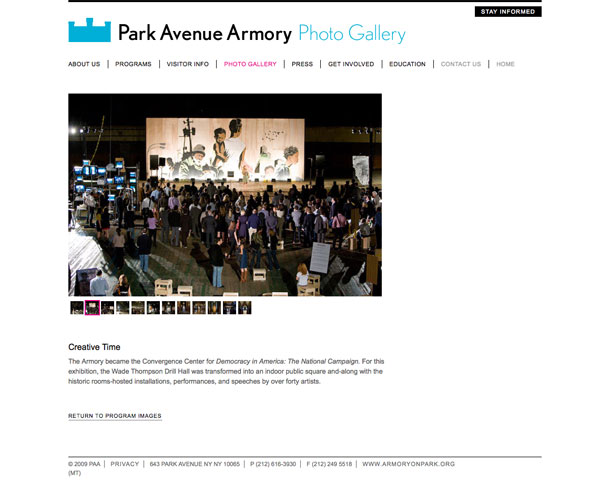 STAY INFORMED
Park Avenue Armory Photo Gallery
ABOUT US PROGRAMS VISITOR INFO PHOTO GALLERY PRESS GET INVOLVED EDUCATION CONTACT US HOME
Creative Time
The Armory became the Convergence Center for Democracy in America: The National Campaign. For this
exhibition, the Wade Thompson Drill Hall was transformed into an indoor public square and-along with the
historic rooms-hosted installations, performances, and speeches by over forty artists.
RETURN TO PROGRAM IMAGES
© 2009 PAA PRIVACY 643 PARK AVENUE NY NY 10065 P (212) 616-3930 F (212) 249 5518 WWW.ARMORYONPARK.ORG
(MT)